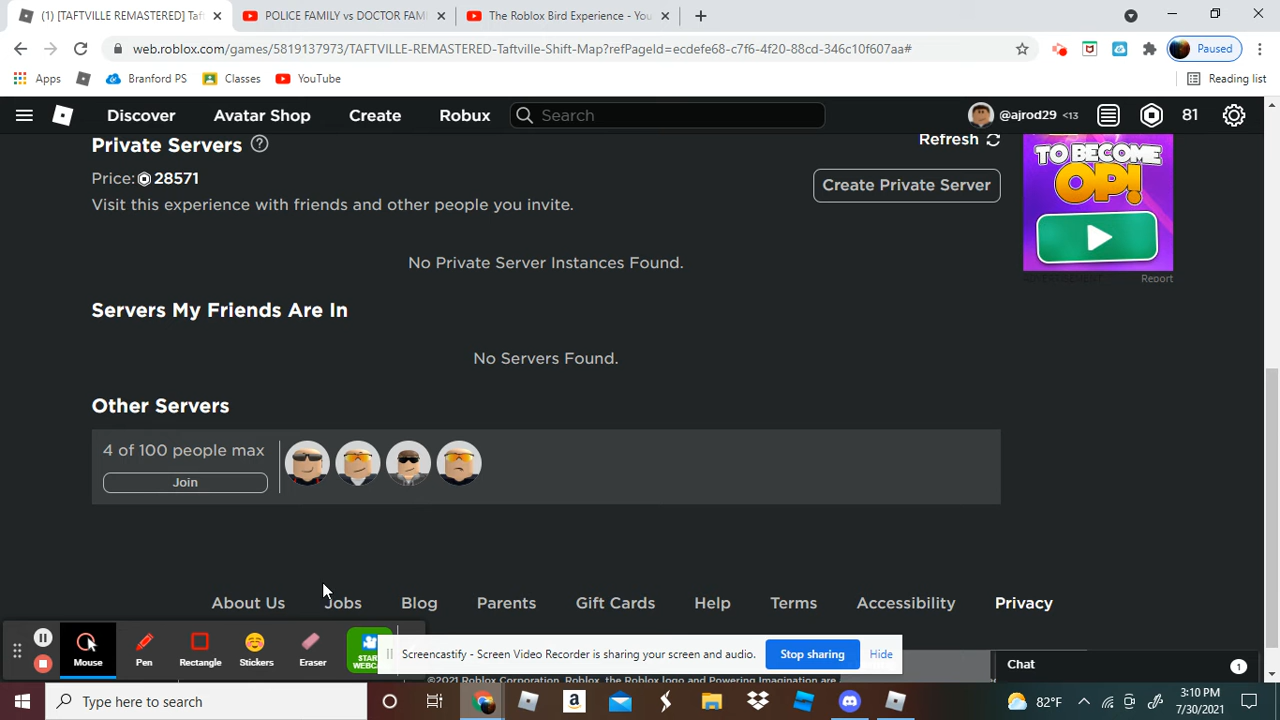 (1) [TAFTVILLE REMASTERED] Taf
POLICE FAMILY vs DOCTOR FAM
The Roblox Bird Experience - You
web.roblox.com/games/5819137973/TAFTVILLE-REMASTERED-Taftville-Shift-Map?refPageId=ecdefe68-c7f6-4f20-88cd-346c10f607aa#
Paused
Apps
Branford PS
Classes
YouTube
Reading list
Discover
Avatar Shop
Create
Robux
Search
@ajrod29 <13
81
Private Servers ?
Refresh
Price: 28571
Create Private Server
Visit this experience with friends and other people you invite.
TO BECOME
OP!
No Private Server Instances Found.
Report
Servers My Friends Are In
No Servers Found.
Other Servers
4 of 100 people max
Join
About Us
Jobs
Blog
Parents
Gift Cards
Help
Terms
Accessibility
Privacy
Mouse
Pen
Rectangle
Stickers
Eraser
START
WEBC
Screencastify - Screen Video Recorder is sharing your screen and audio.
Stop sharing
Hide
Chat
1
©2021 Roblox Corporation. Roblox, the Roblox logo and Powering Imagination are
Type here to search
82°F
3:10 PM
7/30/2021